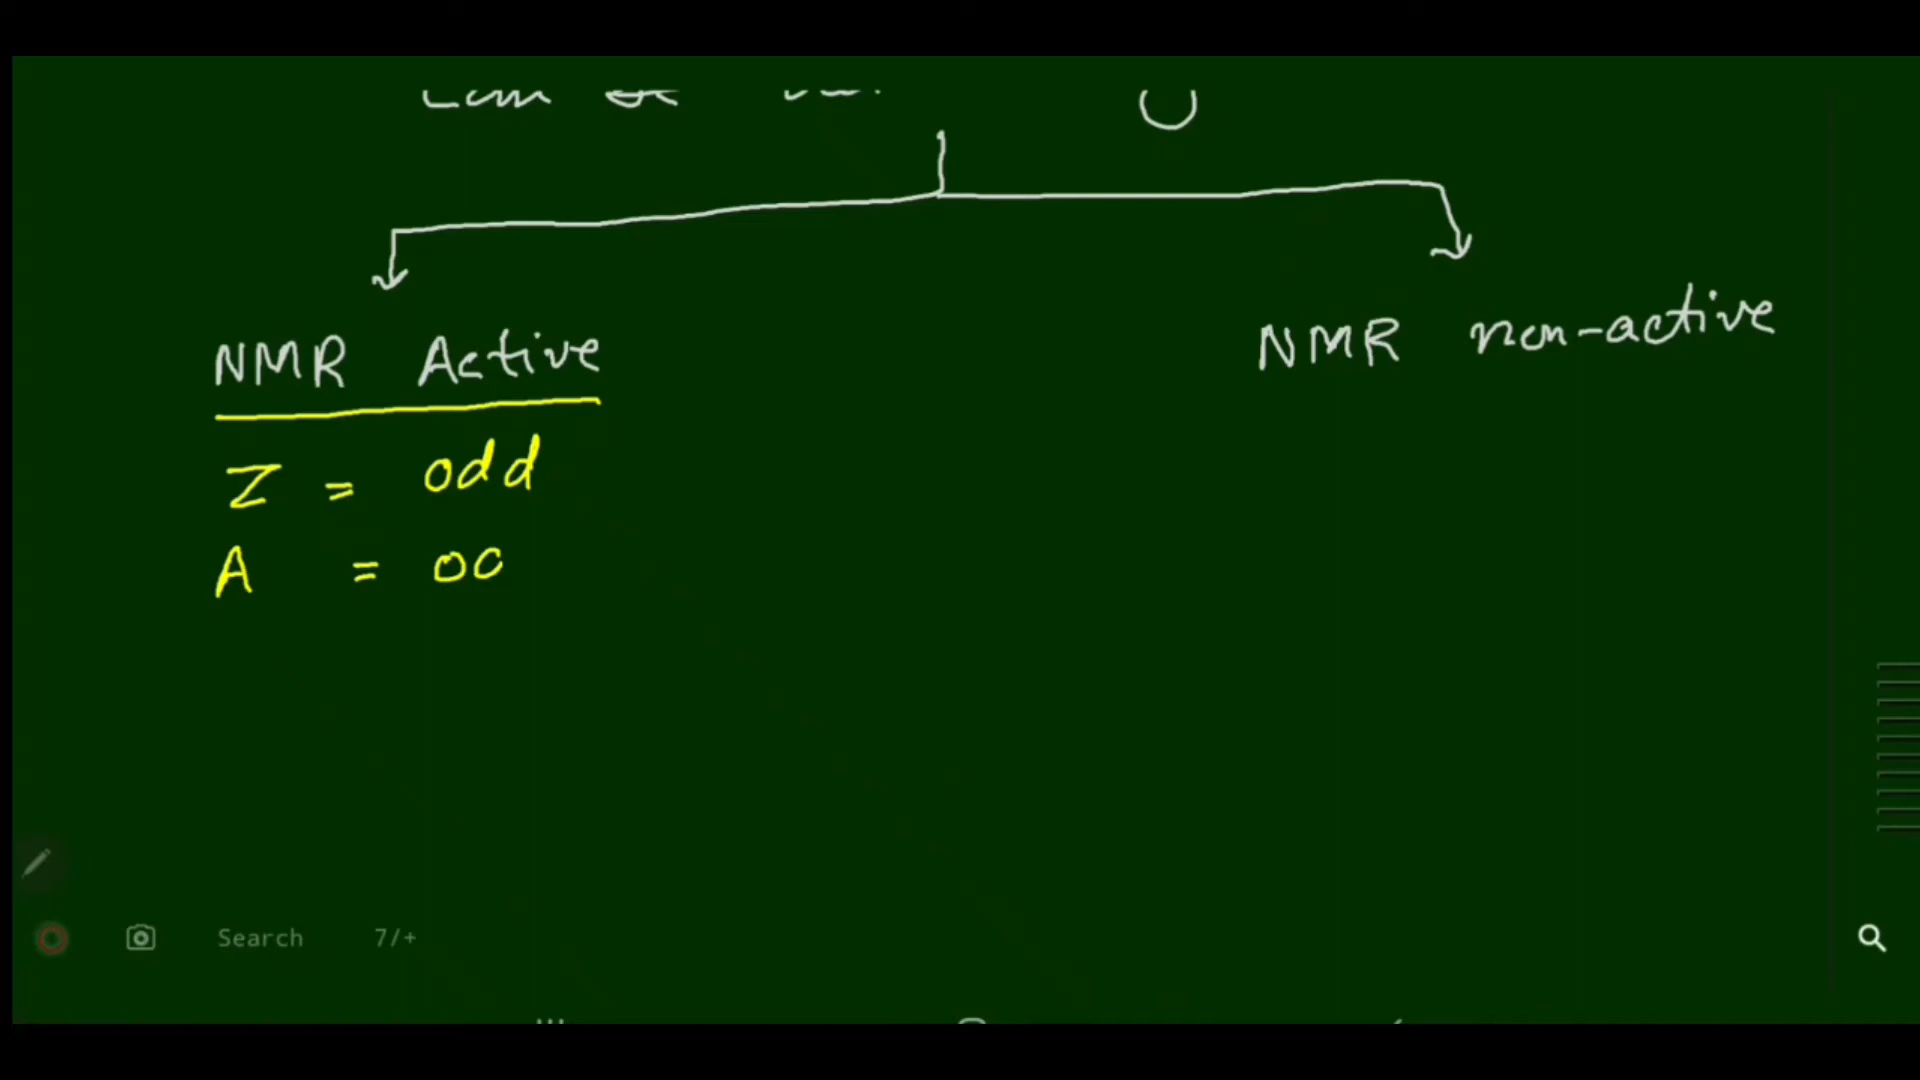 NMR Active
NMR non-active
Z = odd
A = oc
Search 7/+